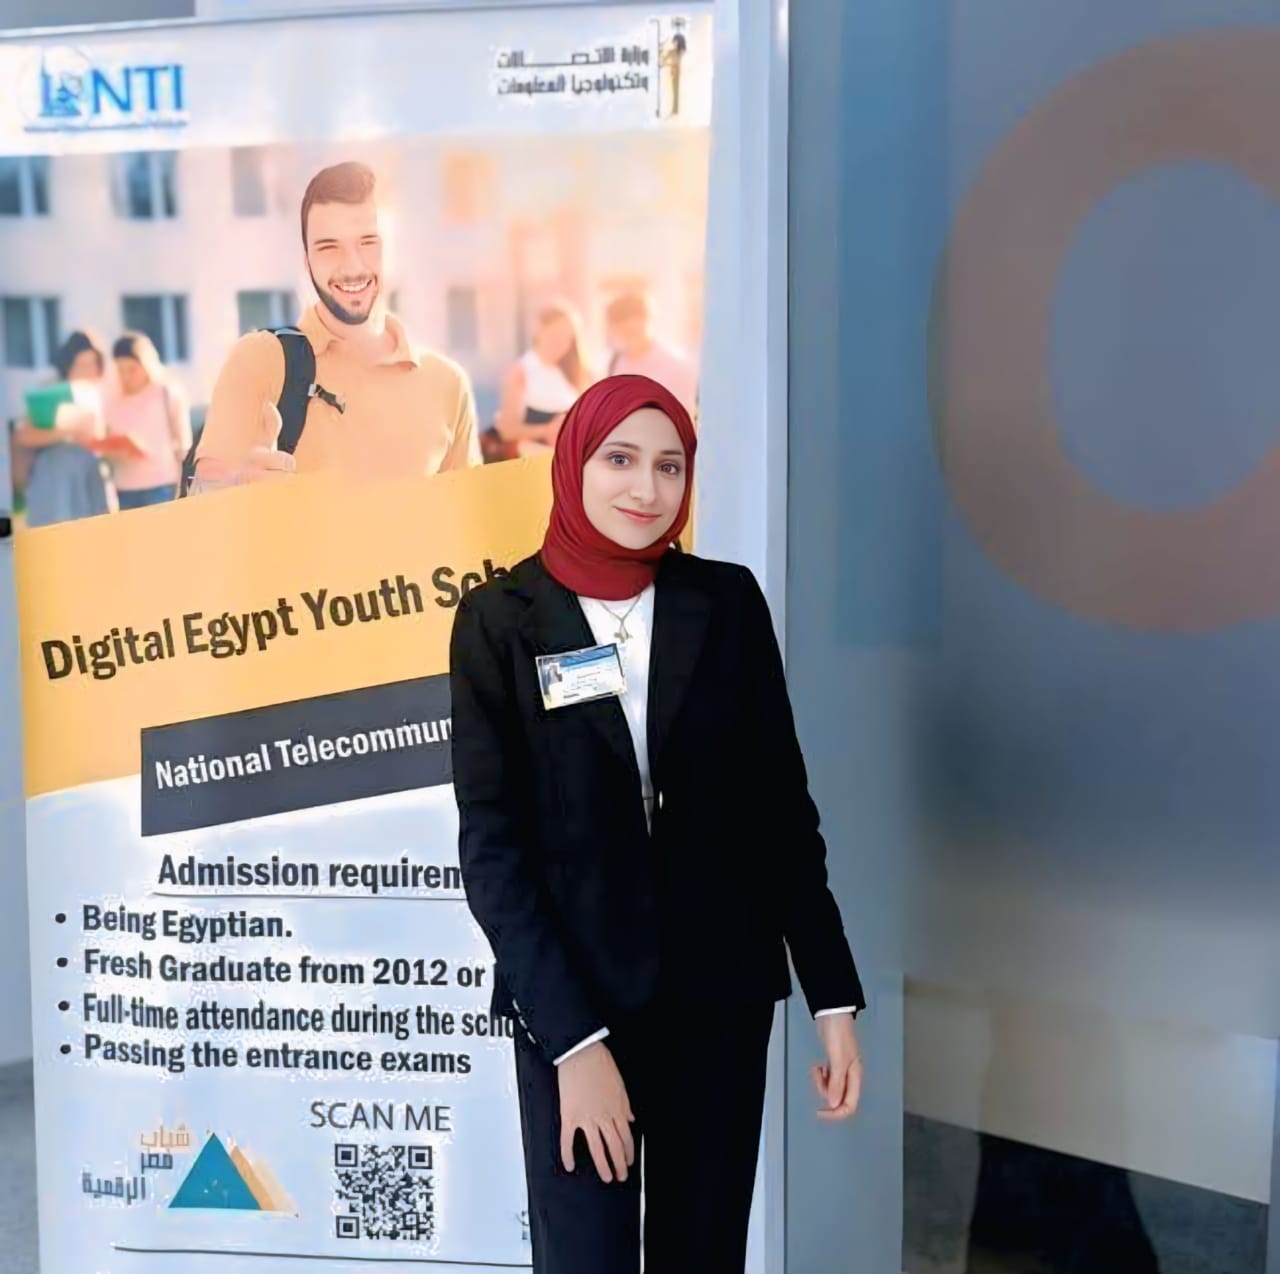 NTI
وزارة الاتصالات
وتكنولوجيا المعلومات
Digital Egypt Youth Sch
National Telecommun
Admission requirem
• Being Egyptian.
• Fresh Graduate from 2012 or
• Full-time attendance during the scho
• Passing the entrance exams
SCAN ME
شباب
مصر
الرقمية